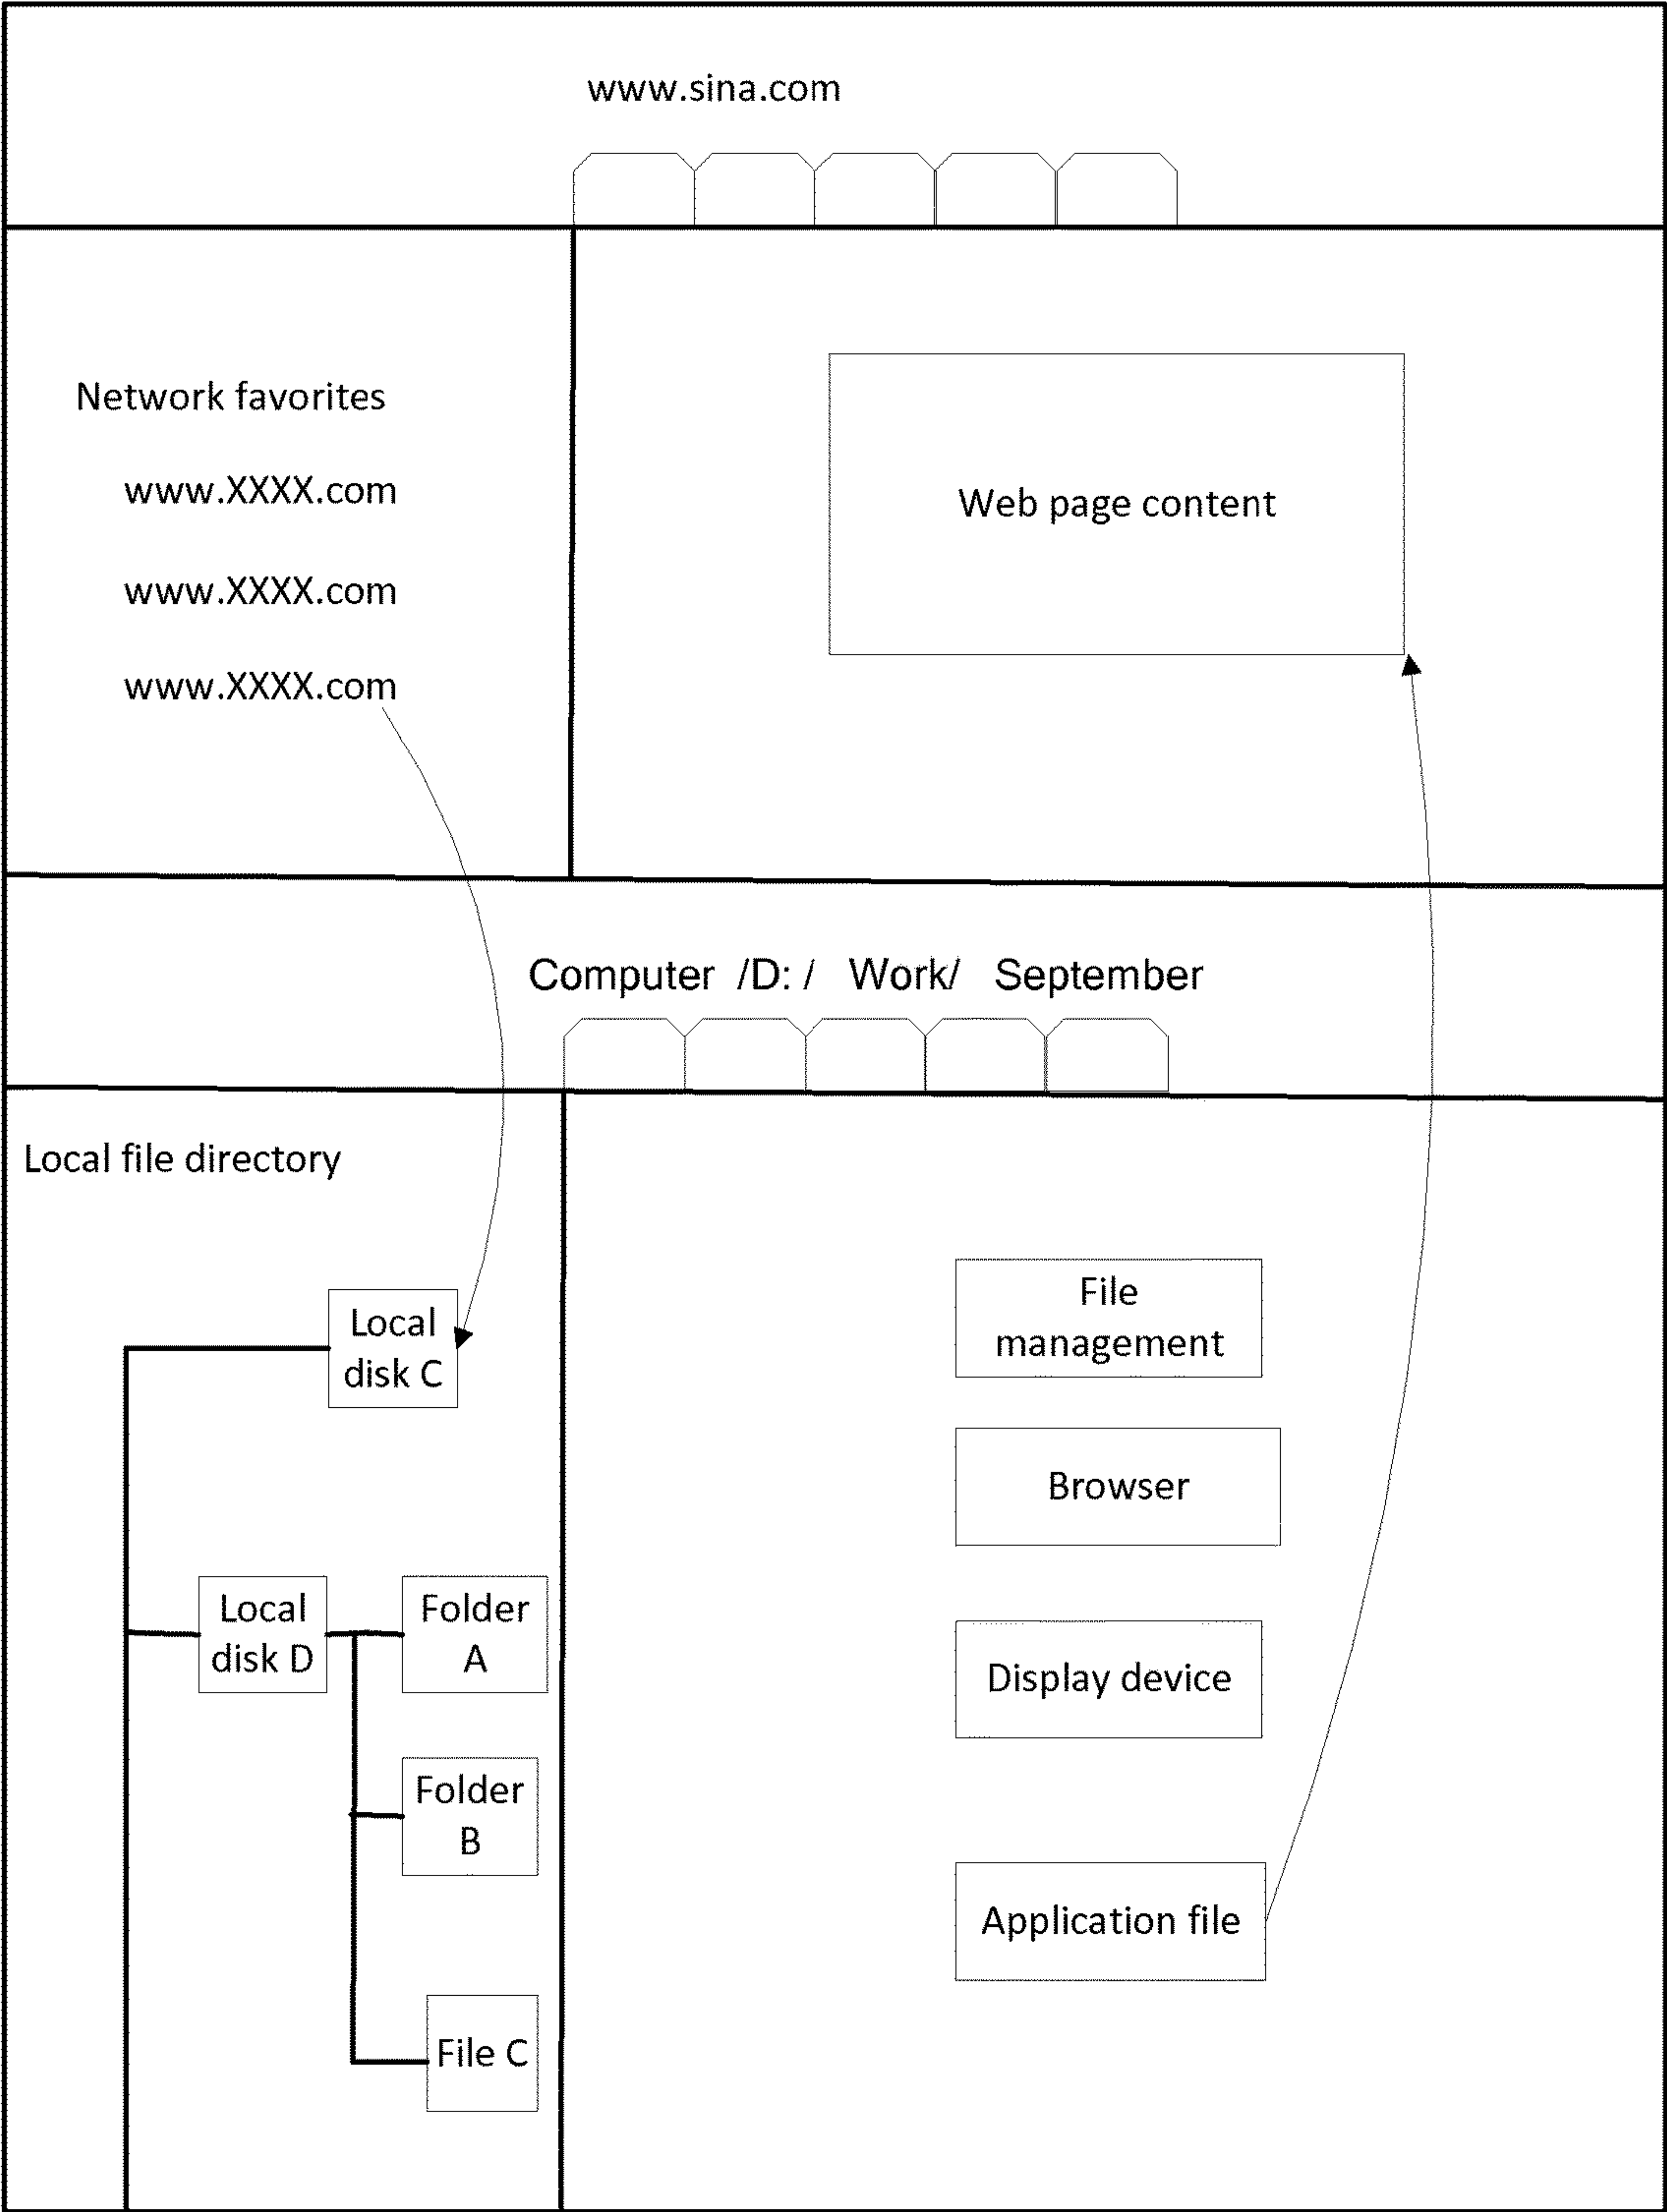 www.sina.com
Network favorites
www.XXXX.com
www.XXXX.com
www.XXXX.com
Web page content
Computer /D: / Work/ September
Local file directory
Local
disk C
Local
disk D
Folder
A
Folder
B
File C
File
management
Browser
Display device
Application file